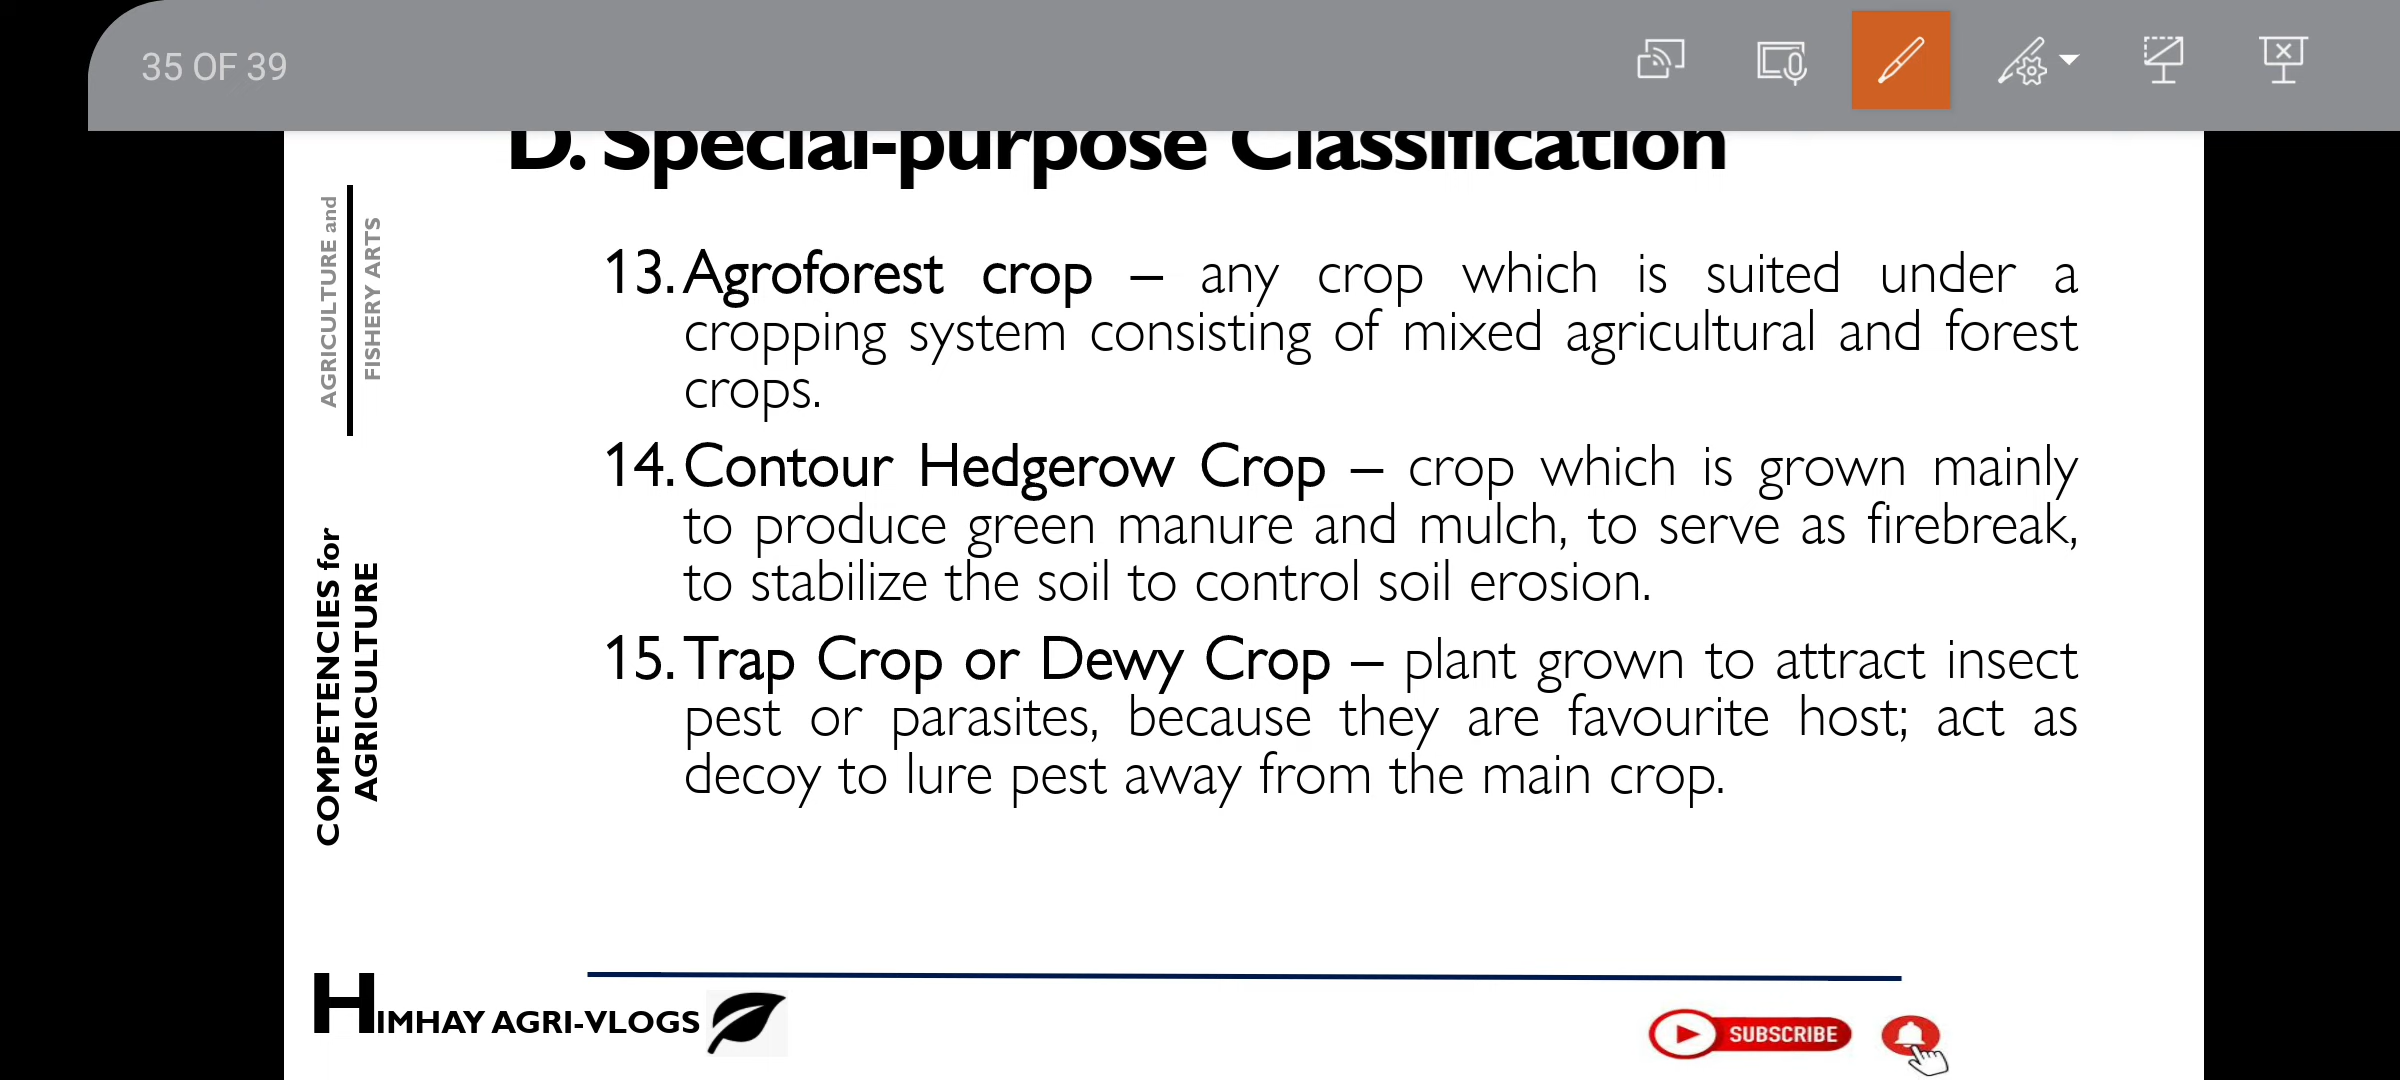 35 OF 39
D. Special-purpose Classification
AGRICULTURE and
FISHERY ARTS
COMPETENCIES for
AGRICULTURE
13. Agroforest crop – any crop which is suited under a
cropping system consisting of mixed agricultural and forest
crops.
14. Contour Hedgerow Crop – crop which is grown mainly
to produce green manure and mulch, to serve as firebreak,
to stabilize the soil to control soil erosion.
15. Trap Crop or Dewy Crop – plant grown to attract insect
pest or parasites, because they are favourite host; act as
decoy to lure pest away from the main crop.
HIMHAY AGRI-VLOGS
SUBSCRIBE